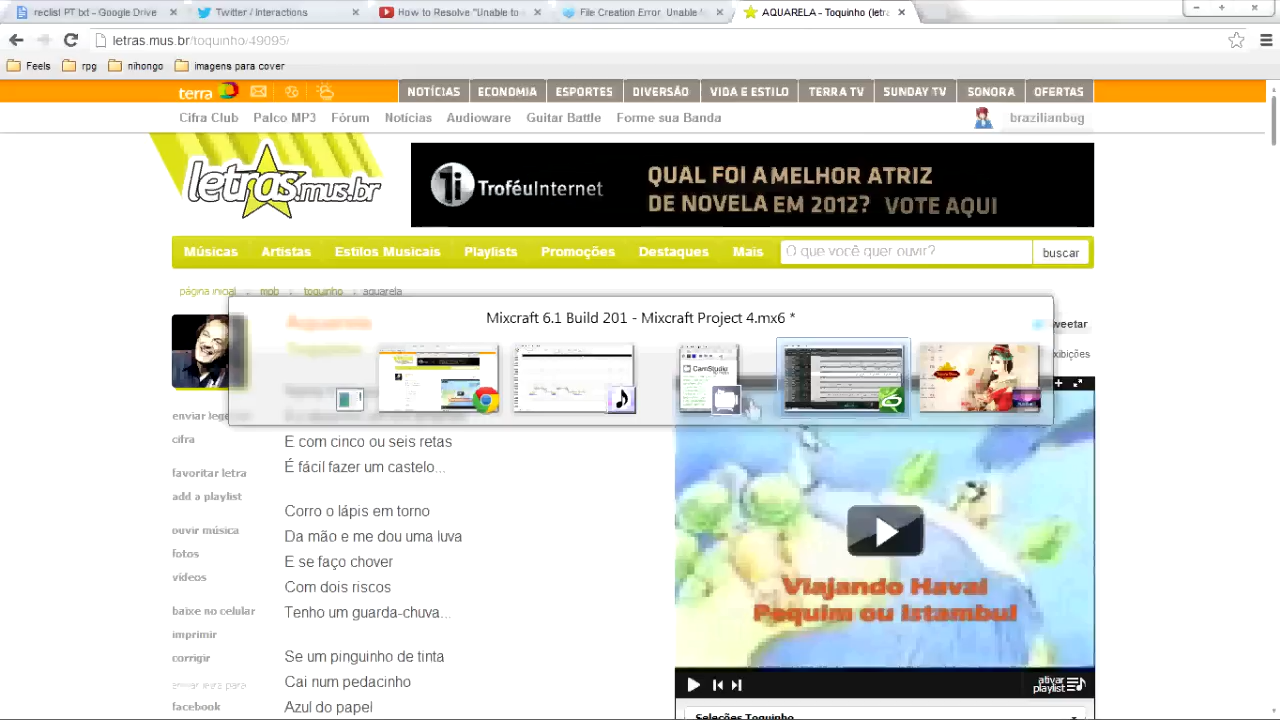 reclist PT.txt - Google Drive
Twitter / Interactions
How to Resolve "Unable to
File Creation Error. Unable
AQUARELA - Toquinho (letra
letras.mus.br/toquinho/49095/
Feels
rpg
nihongo
imagens para cover
terra
NOTÍCIAS
ECONOMIA
ESPORTES
DIVERSÃO
VIDA E ESTILO
TERRA TV
SUNDAY TV
SONORA
OFERTAS
Cifra Club
Palco MP3
Fórum
Notícias
Audioware
Guitar Battle
Forme sua Banda
brazilianbug
letras.mus.br
TroféuInternet
QUAL FOI A MELHOR ATRIZ
DE NOVELA EM 2012? VOTE AQUI
Músicas
Artistas
Estilos Musicais
Playlists
Promoções
Destaques
Mais
O que você quer ouvir?
buscar
página inicial
mpb
toquinho
aquarela
Mixcraft 6.1 Build 201 - Mixcraft Project 4.mx6 *
CamStudio
weetar
xibições
enviar lege
cifra
favoritar letra
add a playlist
ouvir música
fotos
vídeos
baixe no celular
imprimir
corrigir
enviar letra para
facebook
E com cinco ou seis retas
É fácil fazer um castelo...
Corro o lápis em torno
Da mão e me dou uma luva
E se faço chover
Com dois riscos
Tenho um guarda-chuva...
Se um pinguinho de tinta
Cai num pedacinho
Azul do papel
Viajando Havaí
Pequim ou Istambul
ativar
playlist
Seleções Toquinho